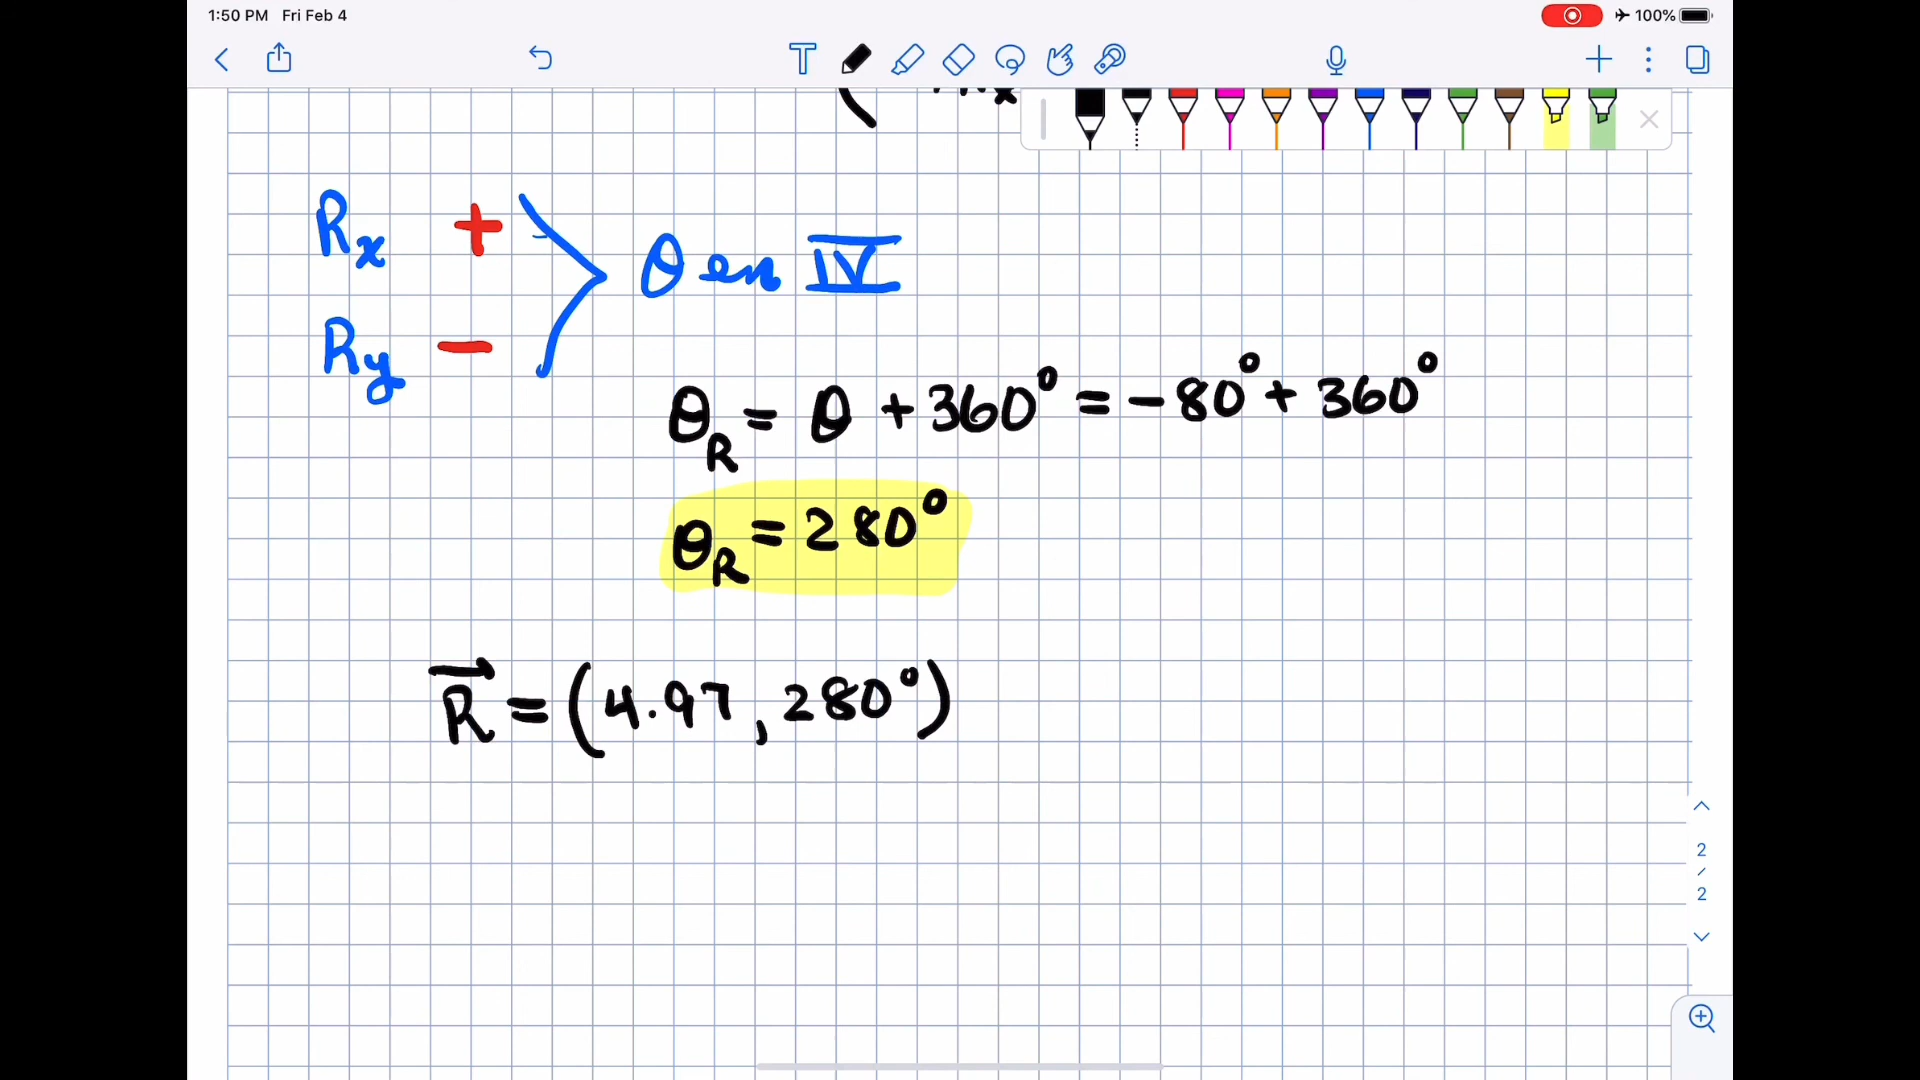 1:50 PM Fri Feb 4
100%
T
Rx +
θ en IV
Ry −
θR = θ + 360° = −80° + 360°
θR = 280°
R⃗ = (4.97, 280°)
2
/
2